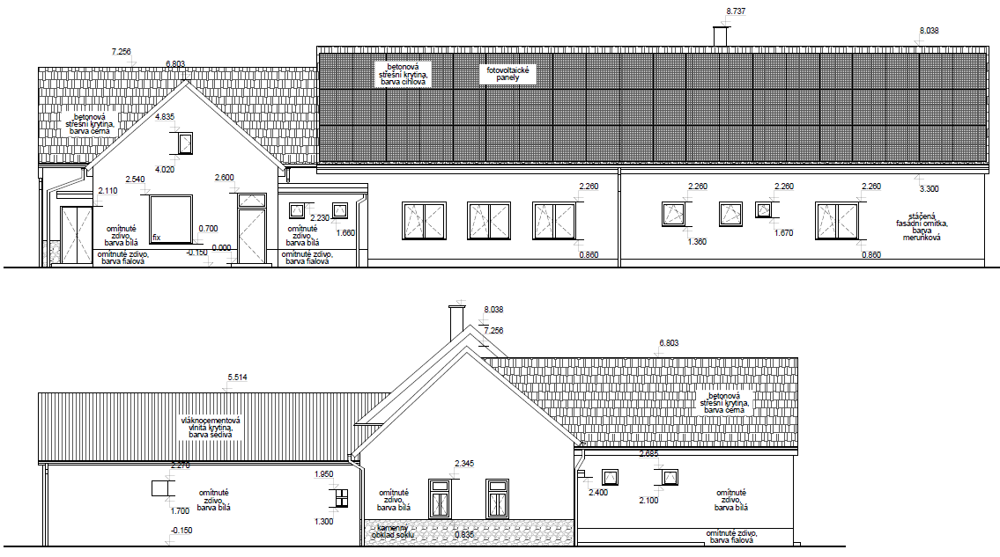 8.737
8.038
7.256
6.803
betonová
střešní krytina,
barva cihlová
fotovoltaické
panely
betonová
střešní krytina,
barva černá
4.835
4.020
2.540
2.600
2.110
2.260
2.260
2.260
2.260
3.300
2.230
1.660
1.360
1.670
0.700
fix
0.000
-0.150
0.860
0.860
omítnuté
zdivo,
barva bílá
omítnuté zdivo,
barva fialová
omítnuté
zdivo,
barva bílá
omítnuté zdivo,
barva fialová
stáčená
fasádní omítka,
barva
meruňková
8.038
7.256
6.803
5.514
vláknocementová
vlnitá krytina,
barva šedivá
betonová
střešní krytina,
barva černá
2.270
1.950
2.345
2.685
1.700
1.300
2.400
2.100
-0.150
omítnuté
zdivo,
barva bílá
omítnuté
zdivo,
barva bílá
omítnuté
zdivo,
barva bílá
kamenný
obklad soklu
0.835
omítnuté zdivo,
barva fialová